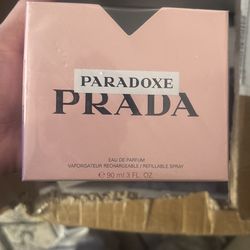 PARADOXE
PRADA
EAU DE PARFUM
VAPORISATEUR RECHARGEABLE / REFILLABLE SPRAY
℮ 90 ml 3 FL. OZ.